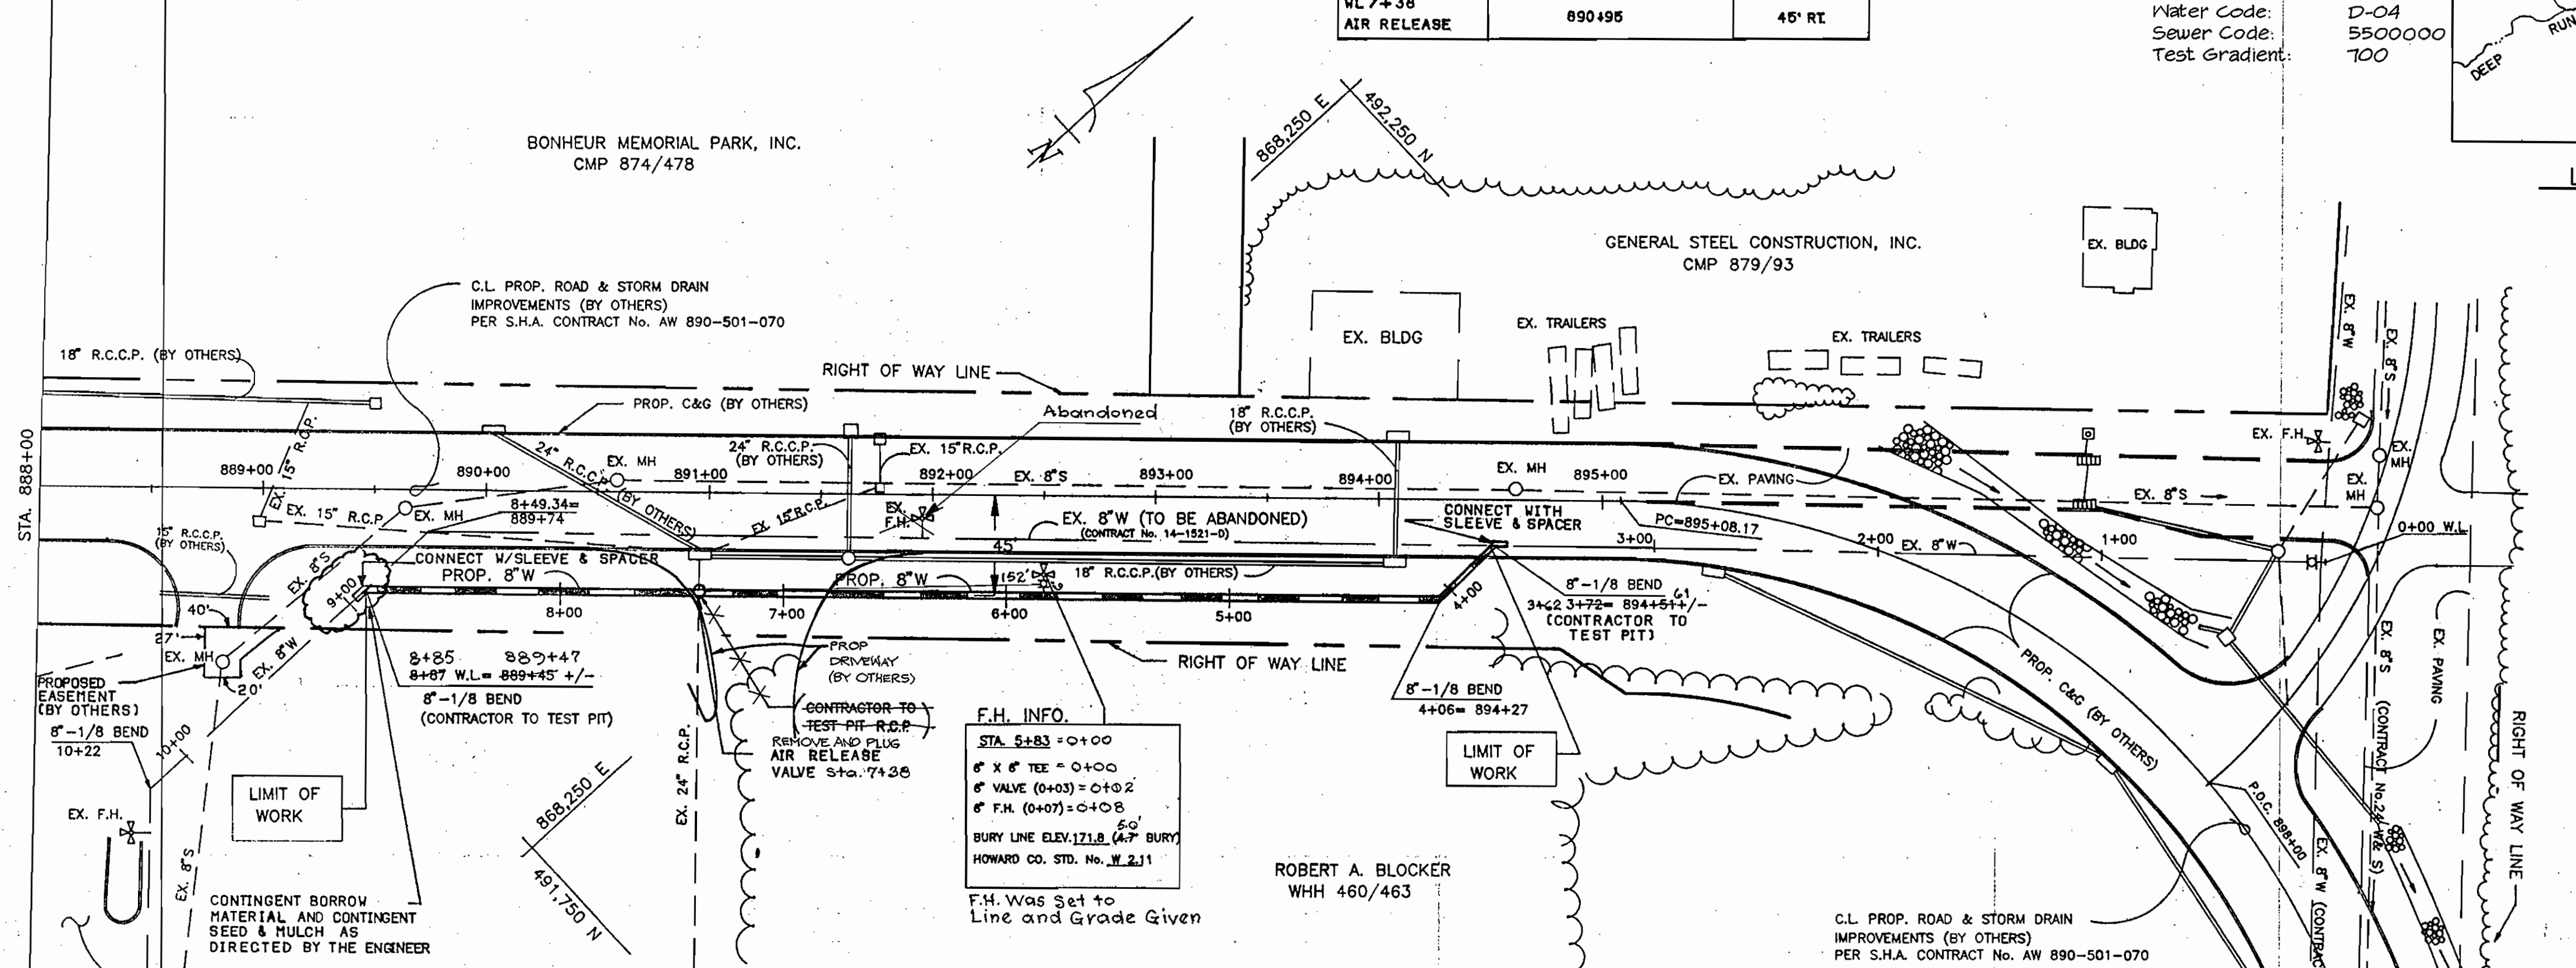 WL 7+38
AIR RELEASE
890+95
45' RT.
Water Code: D-04
Sewer Code: 5500000
Test Gradient: 700
DEEP
RUN
BONHEUR MEMORIAL PARK, INC.
CMP 874/478
N
868,250 E
492,250 N
GENERAL STEEL CONSTRUCTION, INC.
CMP 879/93
EX. BLDG
C.L. PROP. ROAD & STORM DRAIN
IMPROVEMENTS (BY OTHERS)
PER S.H.A. CONTRACT No. AW 890-501-070
EX. BLDG
EX. TRAILERS
EX. TRAILERS
EX. 8"W
EX. 8"S
18" R.C.C.P. (BY OTHERS)
RIGHT OF WAY LINE
PROP. C&G (BY OTHERS)
Abandoned
18" R.C.C.P.
(BY OTHERS)
STA. 888+00
889+00
EX. 15" R.C.P.
890+00
24" R.C.C.P. (BY OTHERS)
EX. MH
891+00
24" R.C.C.P.
(BY OTHERS)
EX. 15"R.C.P.
892+00
EX. 8"S
893+00
894+00
EX. MH
895+00
EX. PAVING
EX. F.H.
EX.
MH
EX.
MH
EX. 8"S
EX. 15" R.C.P.
EX. MH
8+49.34=
889+74
EX. 15"R.C.P.
EX.
F.H.
EX. 8"W (TO BE ABANDONED)
(CONTRACT No. 14-1521-D)
CONNECT WITH
SLEEVE & SPACER
PC=895+08.17
0+00 W.L.
15" R.C.C.P.
(BY OTHERS)
EX. 8"S
CONNECT W/SLEEVE & SPACER
PROP. 8"W
45'
3+00
2+00
EX. 8"W
1+00
PROP. 8"W
152'
6"
18" R.C.C.P.(BY OTHERS)
9+00
8+00
7+00
6+00
5+00
4+00
8"-1/8 BEND
61
3+62 3+72= 894+51+/-
(CONTRACTOR TO
TEST PIT)
40'
27'
EX. MH
20'
EX. 8"W
PROPOSED
EASEMENT
(BY OTHERS)
8+85 889+47
8+87 W.L= 889+45 +/-
8"-1/8 BEND
(CONTRACTOR TO TEST PIT)
PROP
DRIVEWAY
(BY OTHERS)
RIGHT OF WAY LINE
8"-1/8 BEND
4+06= 894+27
8"-1/8 BEND
10+22
10+00
(CONTRACTOR TO)
TEST PIT R.C.P.
REMOVE AND PLUG
AIR RELEASE
VALVE Sta. 7+38
EX. 24" R.C.P.
F.H. INFO.
STA. 5+83 = 0+00
8" X 6" TEE = 0+00
6" VALVE (0+03) = 0+02
6" F.H. (0+07) = 0+08
5.0'
BURY LINE ELEV.171.8 (4.7' BURY)
HOWARD CO. STD. No. W 2.11
F.H. Was Set to
Line and Grade Given
LIMIT OF
WORK
LIMIT OF
WORK
EX. F.H.
EX. 8"S
868,250 E
491,750 N
CONTINGENT BORROW
MATERIAL AND CONTINGENT
SEED & MULCH AS
DIRECTED BY THE ENGINEER
ROBERT A. BLOCKER
WHH 460/463
PROP. C&G (BY OTHERS)
P.O.C. 898+00
EX. 8"S (CONTRACT No.24-W& S)
EX. 8"W (CONTRAC
EX. PAVING
RIGHT OF WAY LINE
C.L. PROP. ROAD & STORM DRAIN
IMPROVEMENTS (BY OTHERS)
PER S.H.A. CONTRACT No. AW 890-501-070